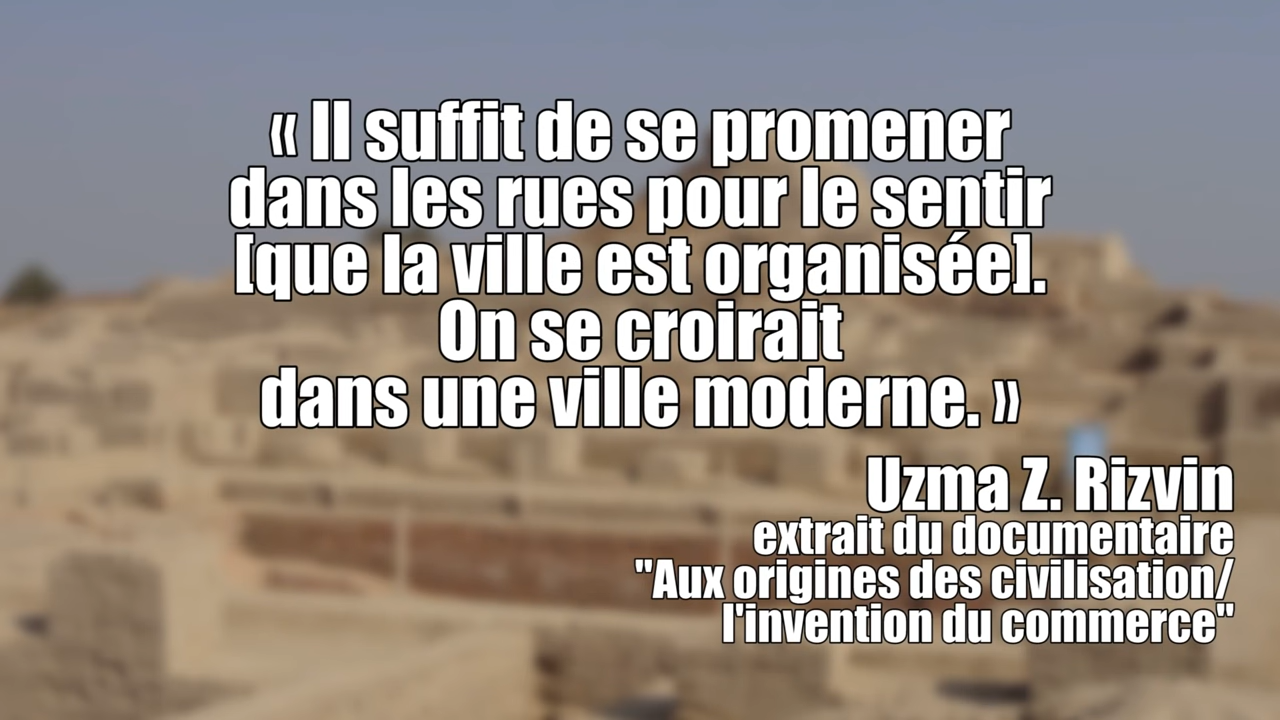 « Il suffit de se promener
dans les rues pour le sentir
[que la ville est organisée].
On se croirait
dans une ville moderne. »
Uzma Z. Rizvin
extrait du documentaire
"Aux origines des civilisation/
l'invention du commerce"